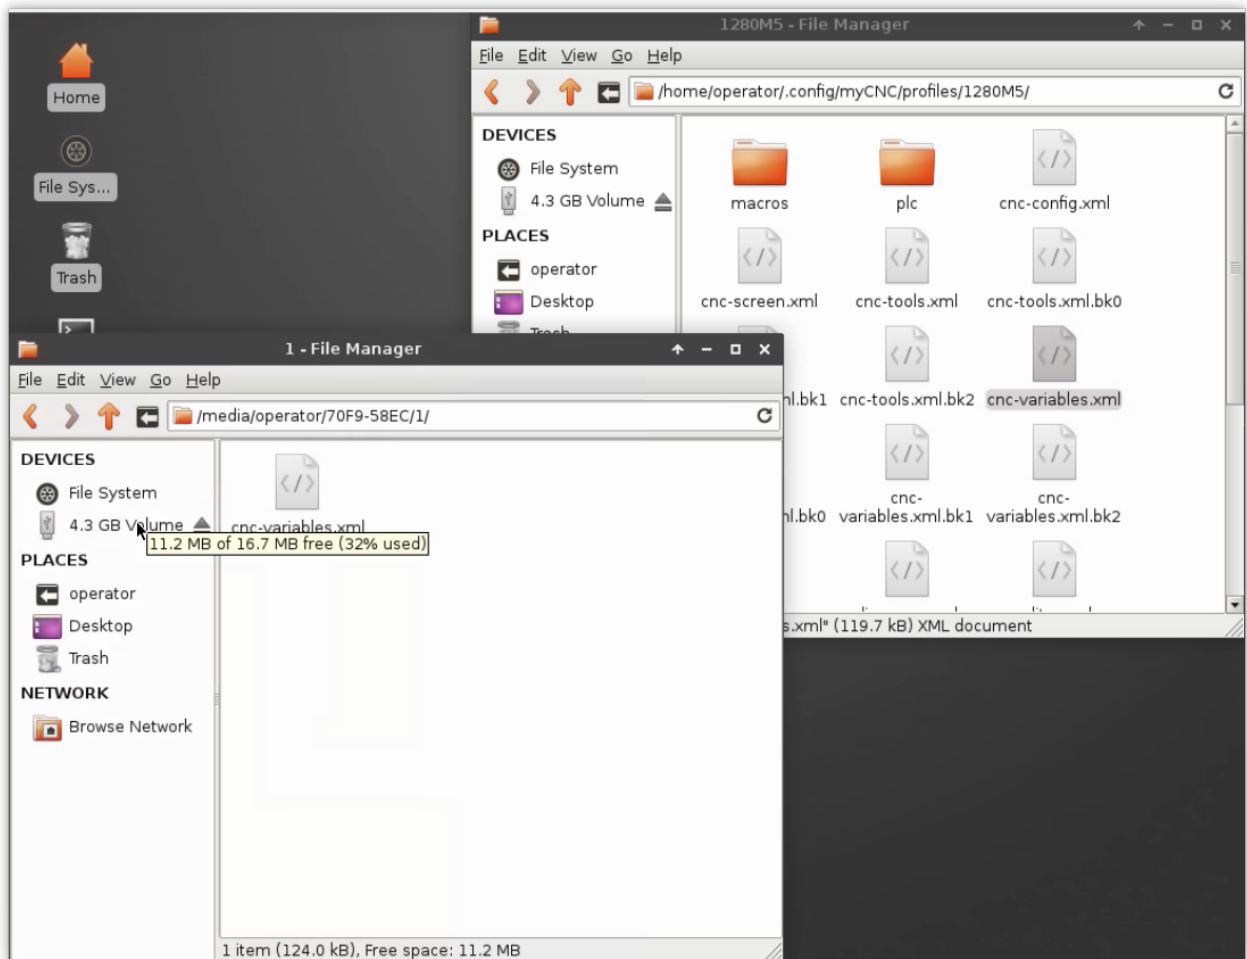 Home
File Sys...
Trash
1280M5 - File Manager
File Edit View Go Help
/home/operator/.config/myCNC/profiles/1280M5/
DEVICES
File System
4.3 GB Volume
PLACES
operator
Desktop
Trash
macros
plc
cnc-config.xml
cnc-screen.xml
cnc-tools.xml
cnc-tools.xml.bk0
nl.bk1
cnc-tools.xml.bk2
cnc-variables.xml
nl.bk0
cnc-
variables.xml.bk1
cnc-
variables.xml.bk2
s.xml" (119.7 kB) XML document
1 - File Manager
File Edit View Go Help
/media/operator/70F9-58EC/1/
DEVICES
File System
4.3 GB Volume
PLACES
operator
Desktop
Trash
NETWORK
Browse Network
cnc-variables.xml
11.2 MB of 16.7 MB free (32% used)
1 item (124.0 kB), Free space: 11.2 MB